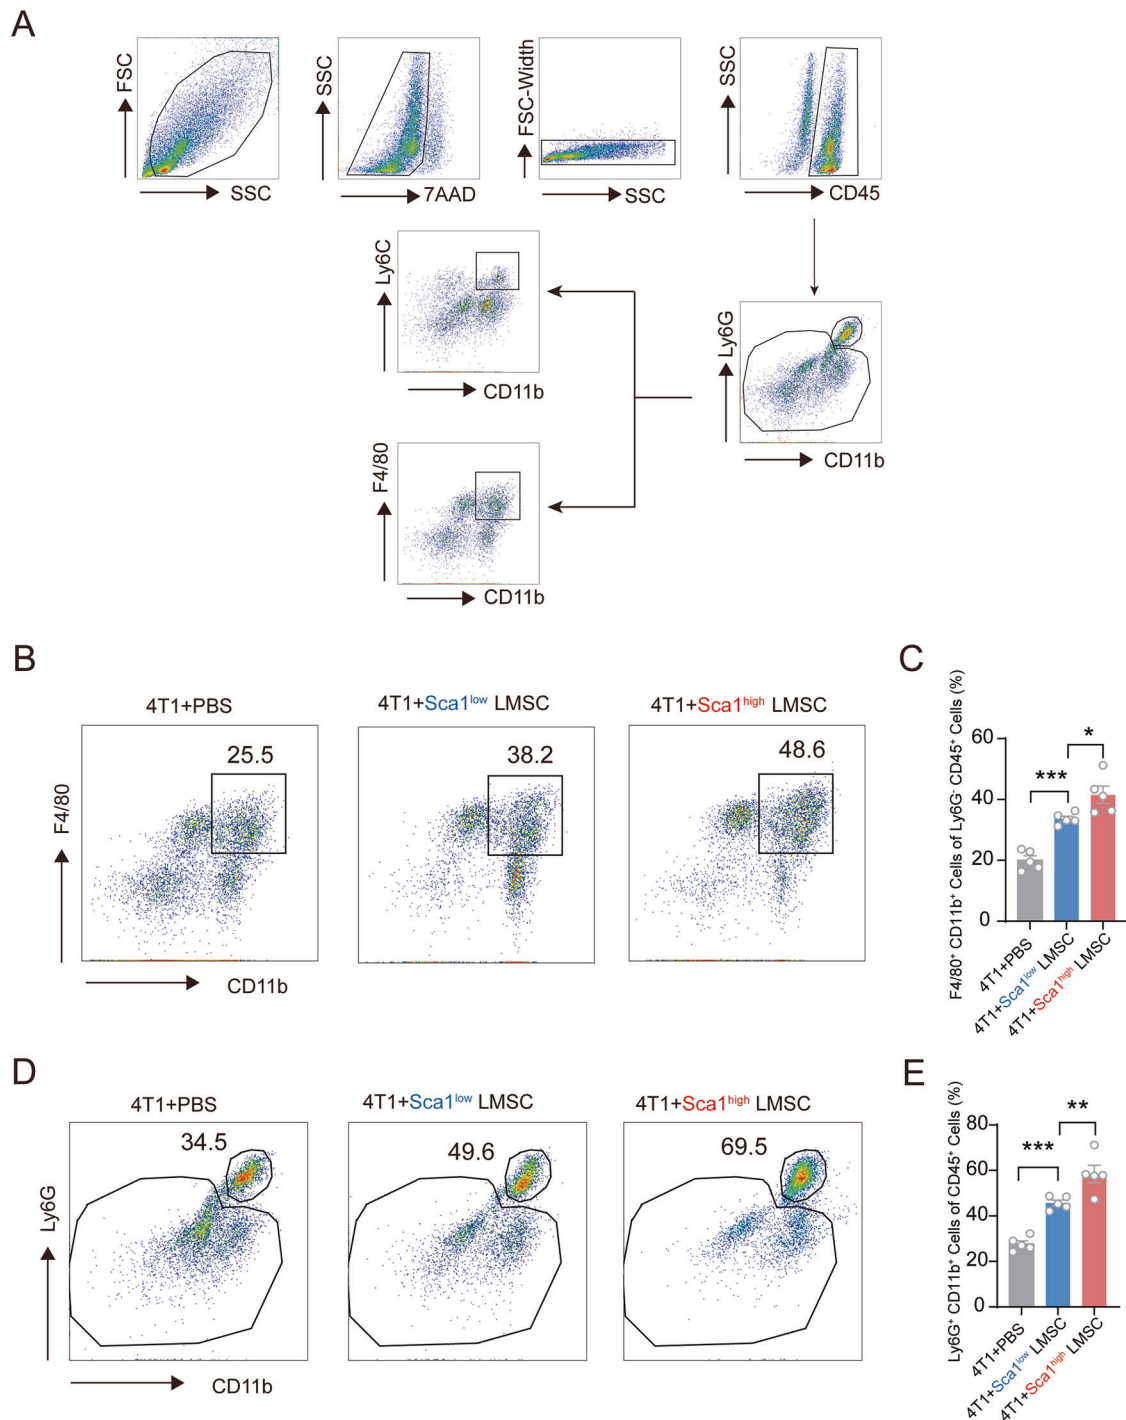 A
FSC
SSC
SSC
7AAD
FSC-Width
SSC
SSC
CD45
Ly6C
CD11b
Ly6G
CD11b
F4/80
CD11b
B
4T1+PBS
4T1+Sca1low LMSC
4T1+Sca1high LMSC
25.5
38.2
48.6
F4/80
CD11b
C
F4/80+ CD11b+ Cells of Ly6G- CD45+ Cells (%)
60
40
20
0
***
*
4T1+PBS
4T1+Sca1low LMSC
4T1+Sca1high LMSC
D
4T1+PBS
4T1+Sca1low LMSC
4T1+Sca1high LMSC
34.5
49.6
69.5
Ly6G
CD11b
E
Ly6G+ CD11b+ Cells of CD45+ Cells (%)
80
60
40
20
0
***
**
4T1+PBS
4T1+Sca1low LMSC
4T1+Sca1high LMSC